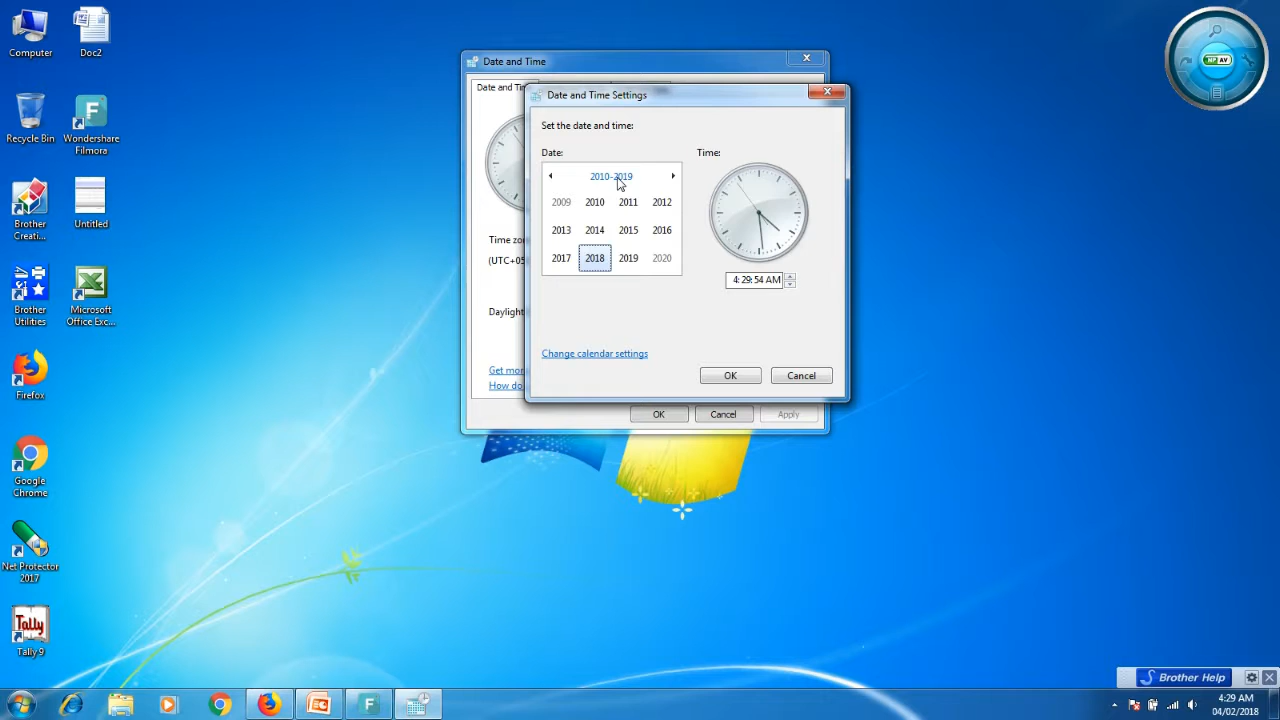 Computer
Doc2
Recycle Bin
Wondershare
Filmora
Brother
Creati...
Untitled
Brother
Utilities
Microsoft
Office Exc...
Firefox
Google
Chrome
Net Protector
2017
Tally
Tally 9
NP AV
Date and Time
Date and Tim
Time zo
(UTC+05
Daylight
Get mor
How do
OK Cancel Apply
Date and Time Settings
Set the date and time:
Date: Time:
2010-2019
2009 2010 2011 2012
2013 2014 2015 2016
2017 2018 2019 2020
4:29:54 AM
Change calendar settings
OK Cancel
Brother Help
4:29 AM
04/02/2018